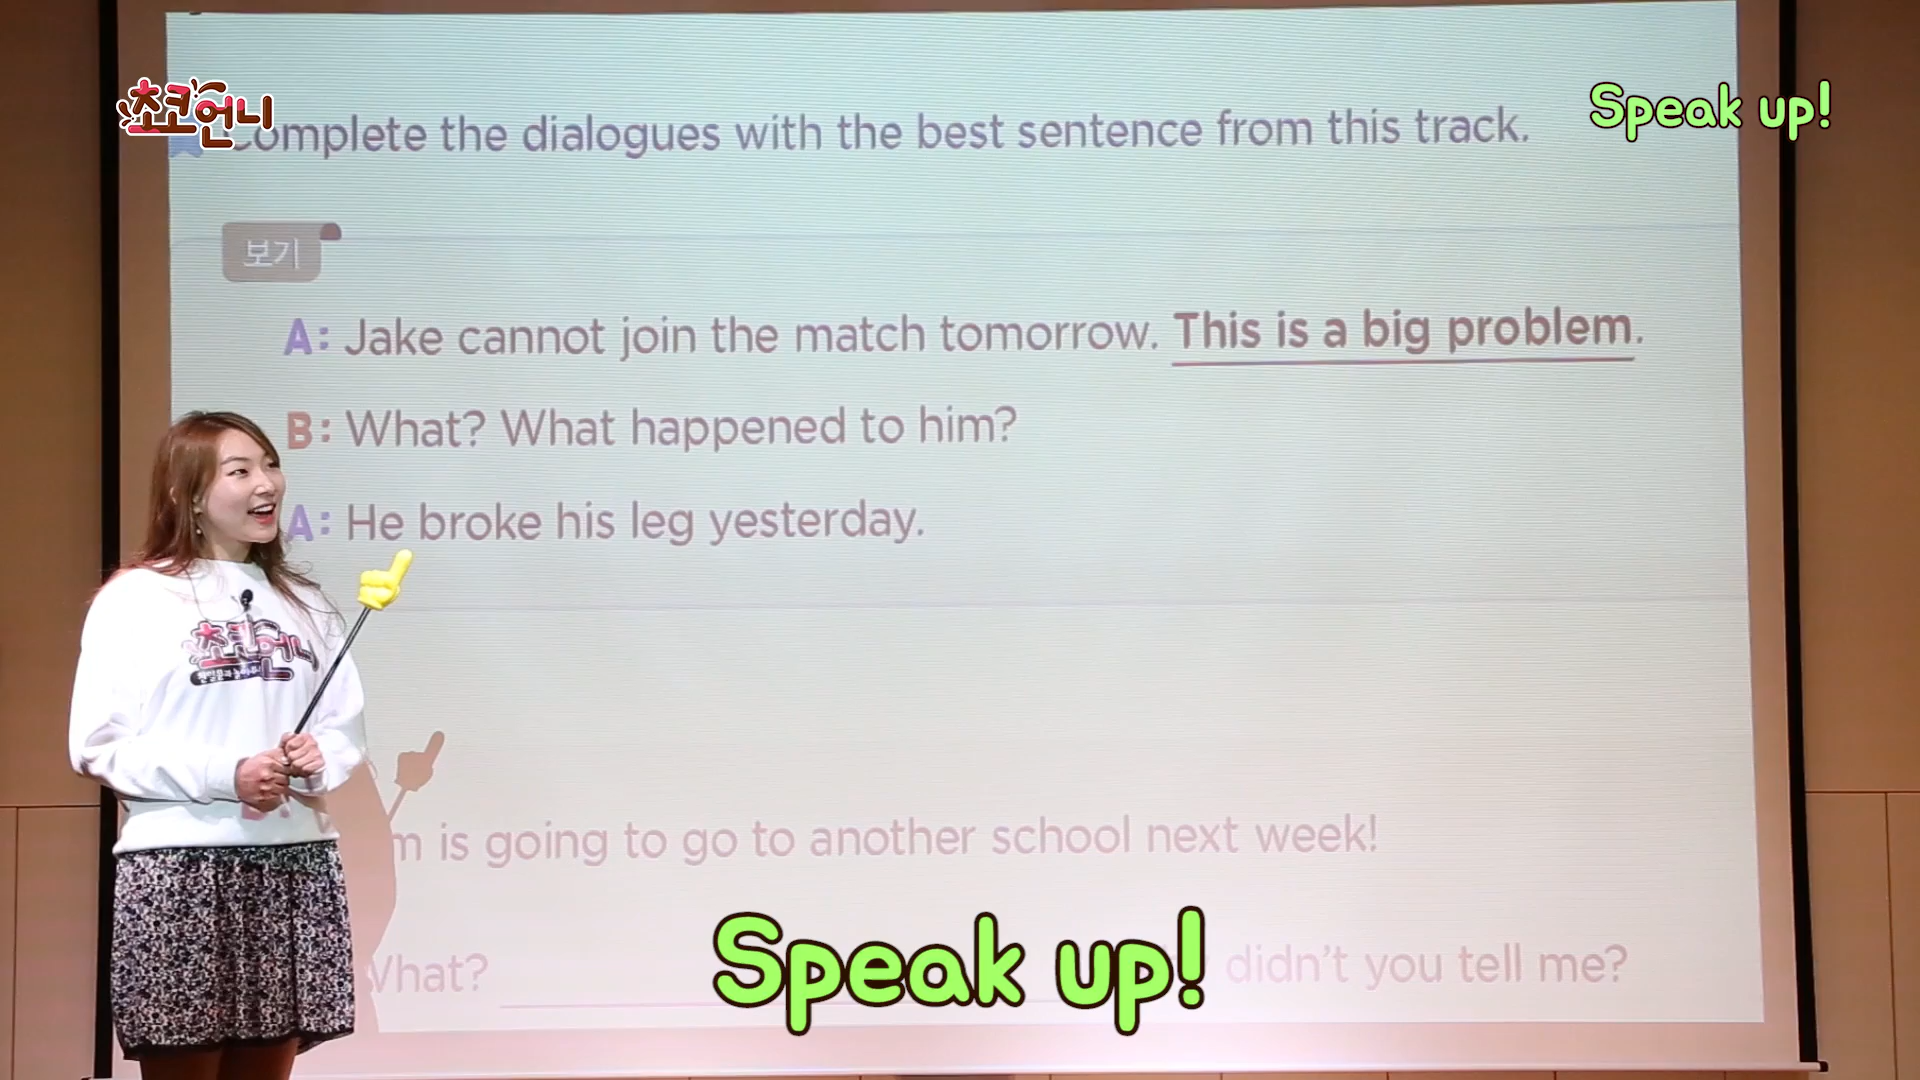 초코언니
Speak up!
Complete the dialogues with the best sentence from this track.
보기
A: Jake cannot join the match tomorrow. This is a big problem.
B: What? What happened to him?
A: He broke his leg yesterday.
초코언니
is going to go to another school next week!
What? didn't you tell me?
Speak up!